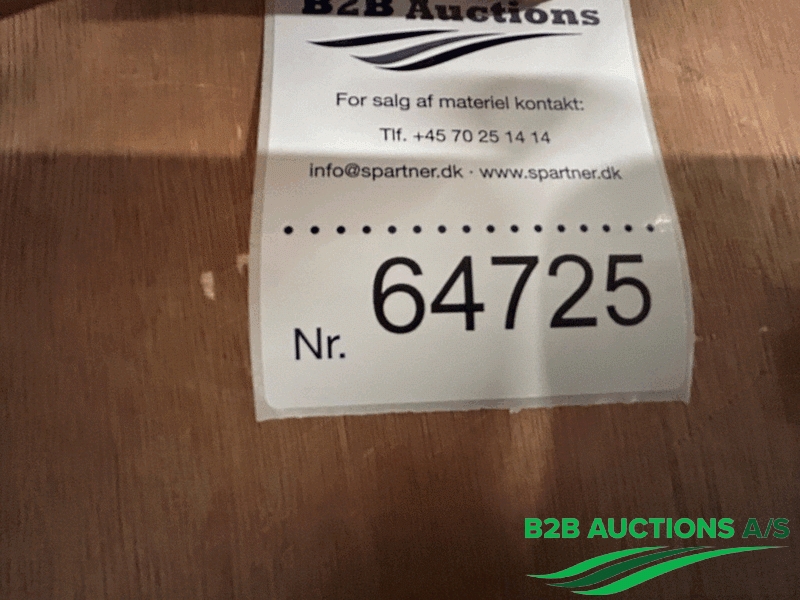 B2B Auctions
For salg af materiel kontakt:
Tlf. +45 70 25 14 14
info@spartner.dk · www.spartner.dk
Nr. 64725
B2B AUCTIONS A/S